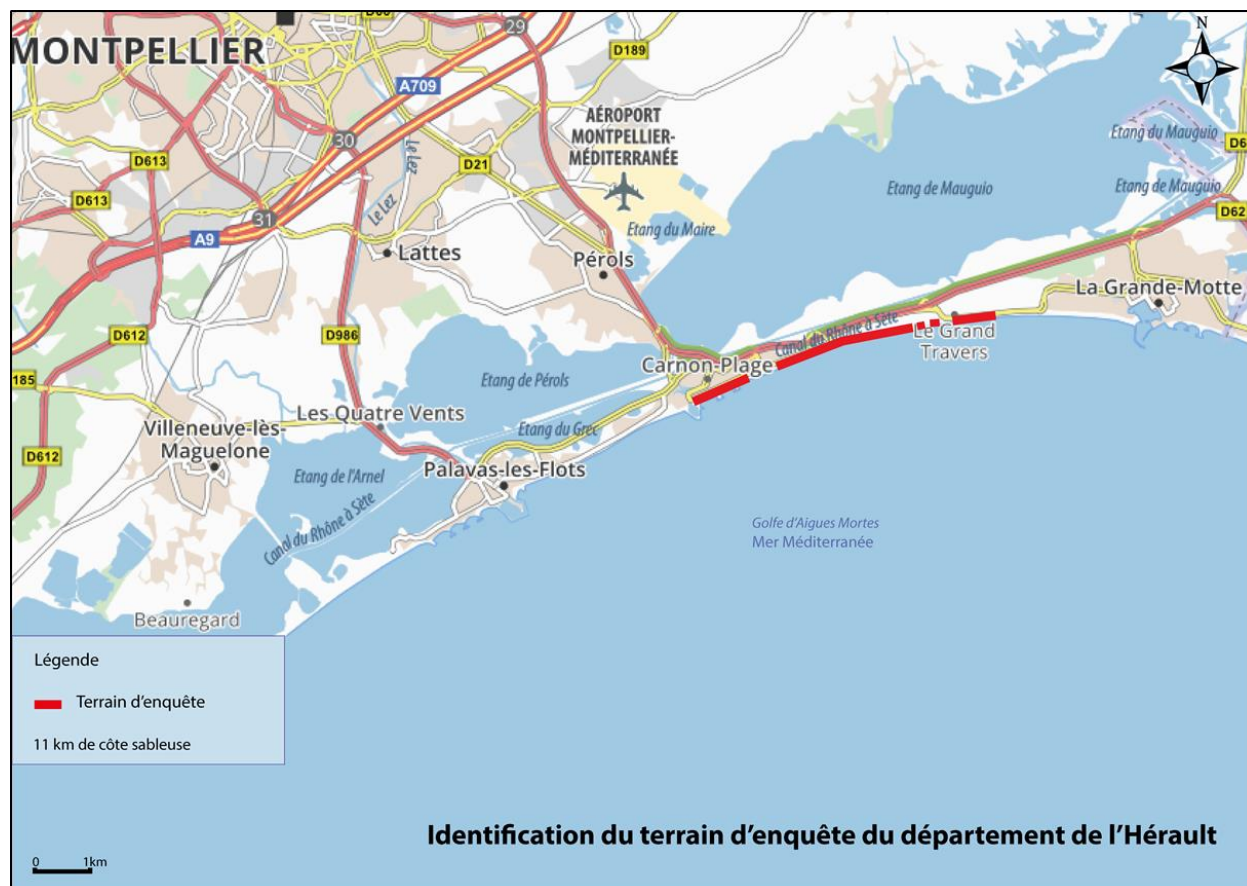 MONTPELLIER
D66
29
D189
N
A709
AÉROPORT
MONTPELLIER-
MÉDITERRANÉE
Etang du Mauguio
30
Le Lez
D613
D21
D6
Etang de Mauguio
Etang de Mauguio
D613
Le Lez
D62
31
A9
Etang du Maire
Lattes
Pérols
La Grande-Motte
D612
D986
Canal du Rhône à Sète
Le Grand
Travers
Carnon-Plage
185
Etang de Pérols
Les Quatre Vents
Villeneuve-lès-
Maguelone
Etang du Grec
D612
Etang de l'Arnel
Palavas-les-Flots
Canal du Rhône à Sète
Golfe d'Aigues Mortes
Mer Méditerranée
Beauregard
Légende
Terrain d'enquête
11 km de côte sableuse
Identification du terrain d'enquête du département de l'Hérault
0 1km